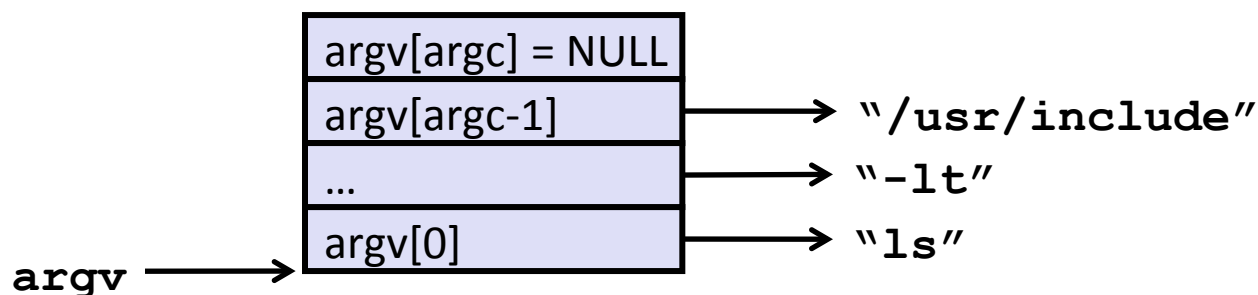 argv[argc] = NULL
argv[argc-1] “/usr/include”
… “-lt”
argv[0] “ls”
argv